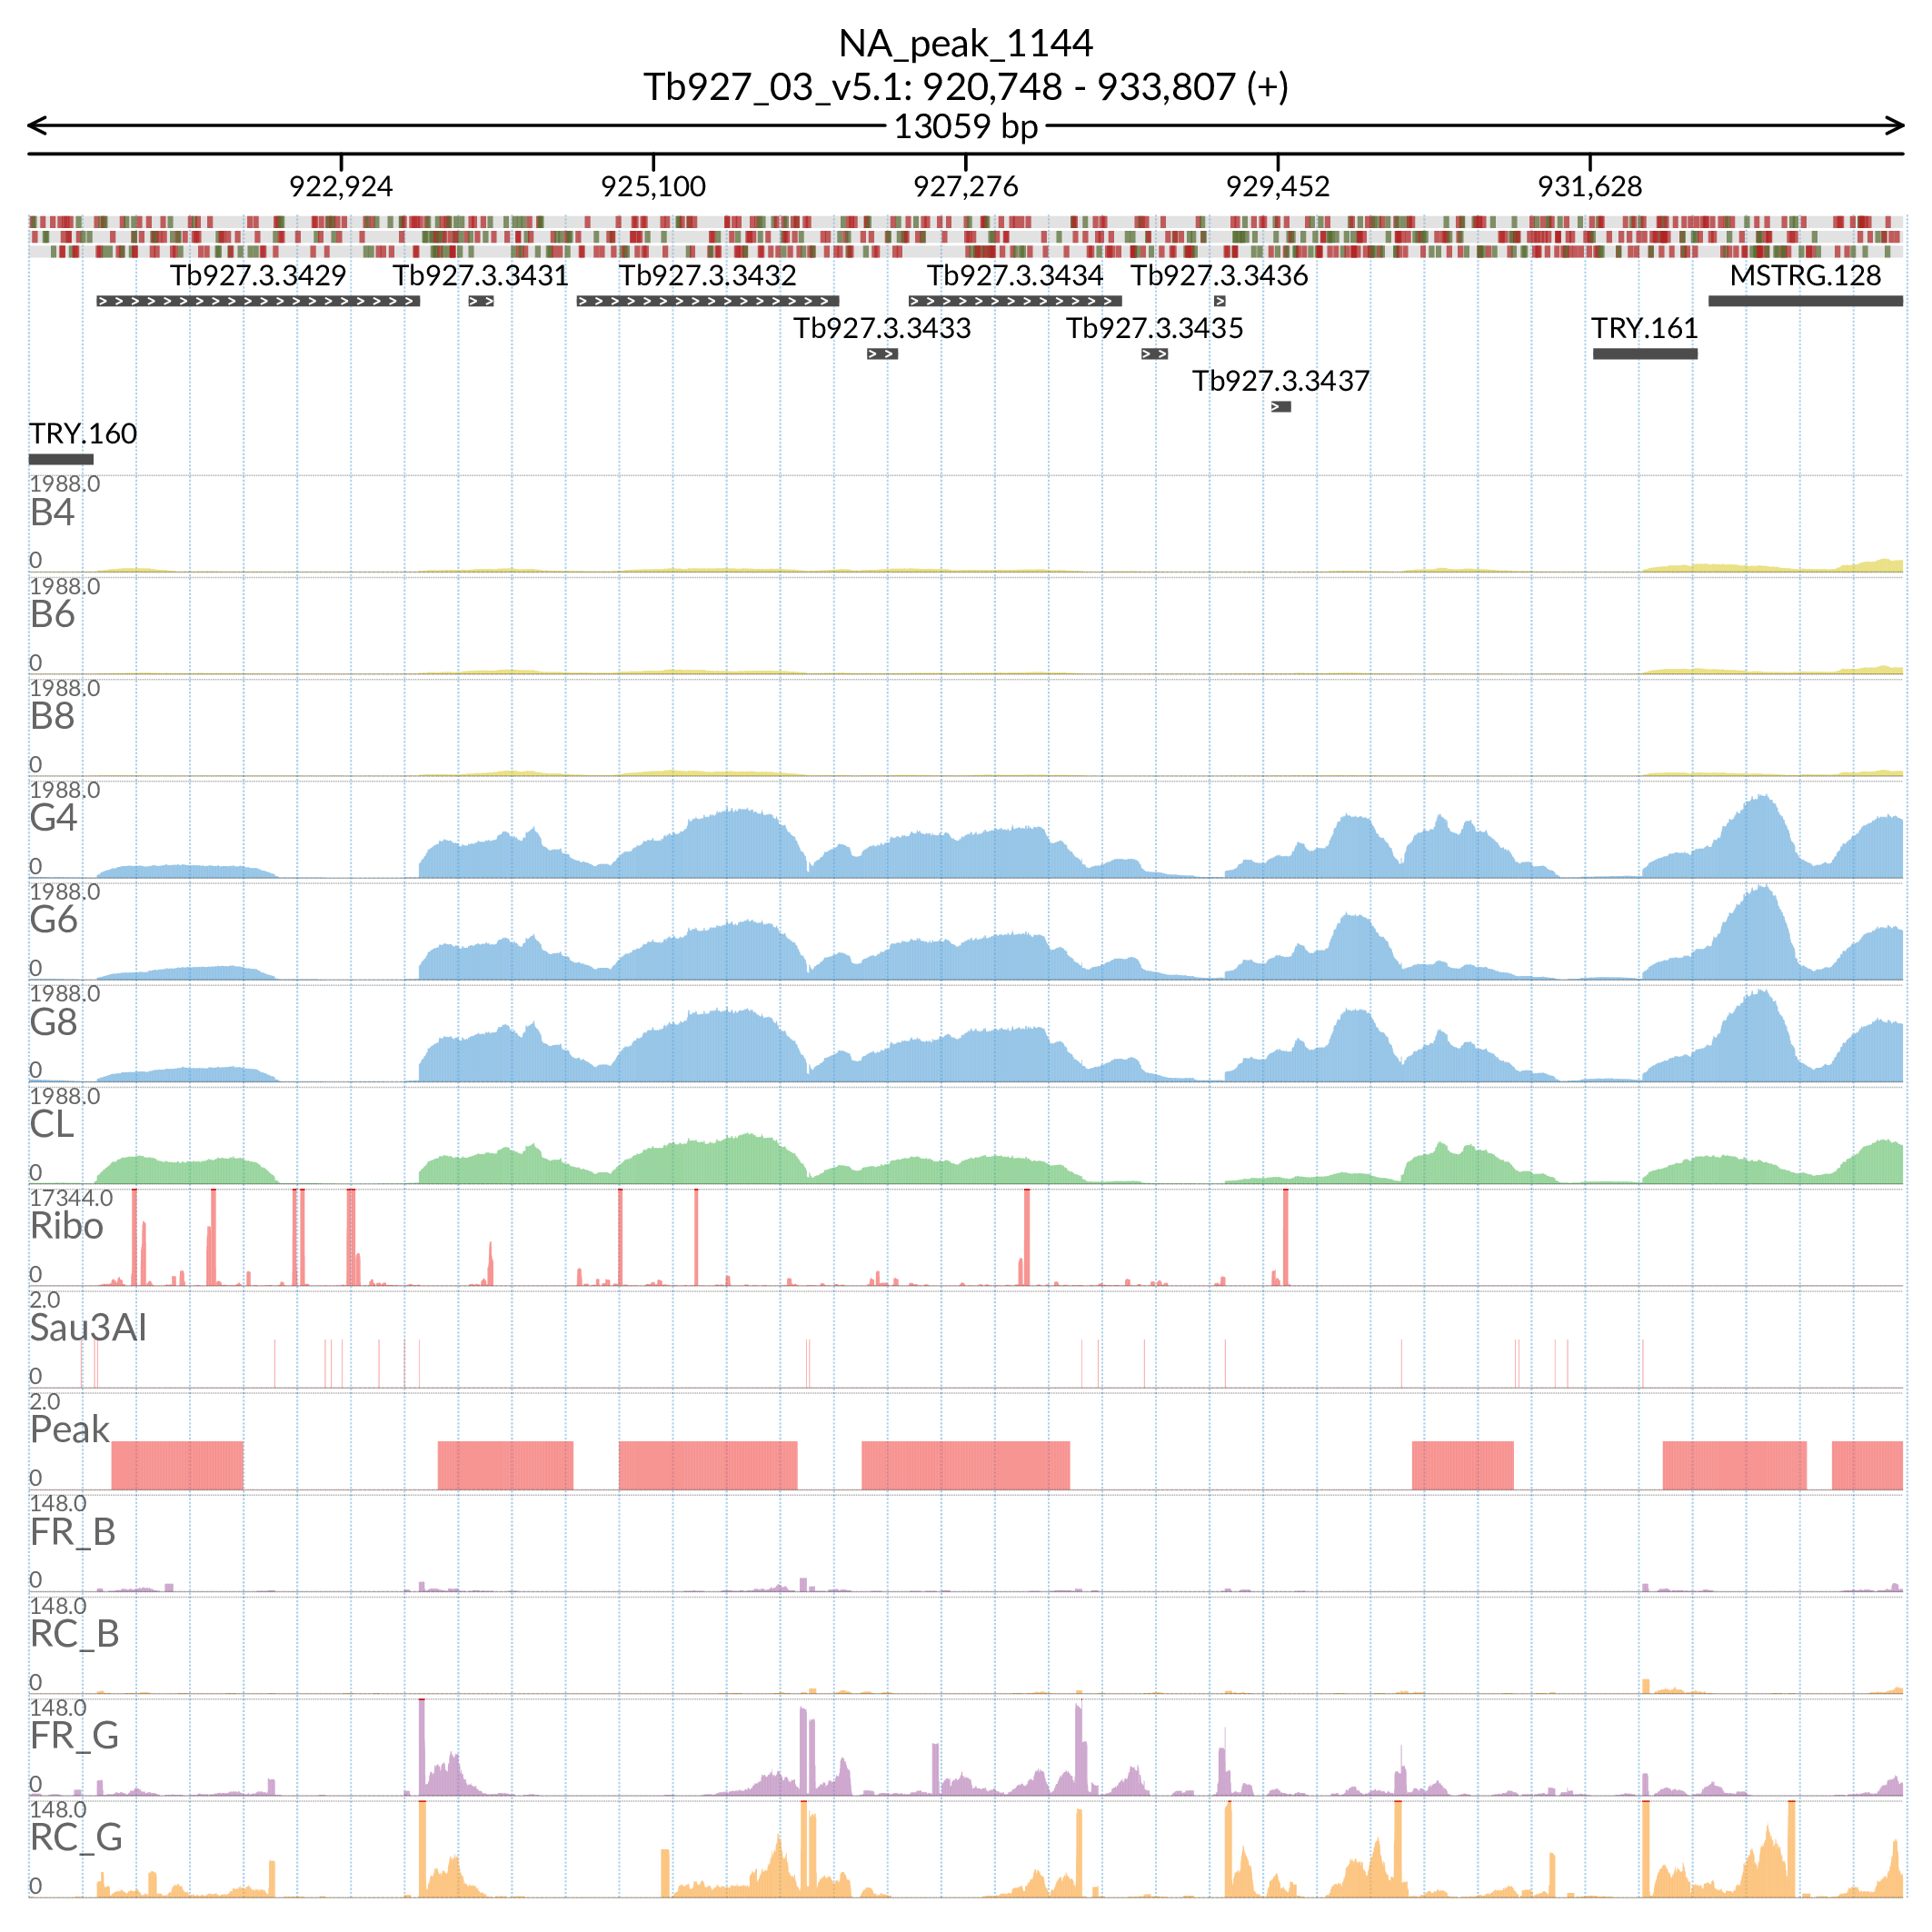 NA_peak_1144
Tb927_03_v5.1: 920,748 - 933,807 (+)
13059 bp
922,924 925,100 927,276 929,452 931,628
Tb927.3.3429 Tb927.3.3431 Tb927.3.3432 Tb927.3.3434 Tb927.3.3436 MSTRG.128
Tb927.3.3433 Tb927.3.3435 TRY.161
Tb927.3.3437
TRY.160
1988.0
B4
0
1988.0
B6
0
1988.0
B8
0
1988.0
G4
0
1988.0
G6
0
1988.0
G8
0
1988.0
CL
0
17344.0
Ribo
0
2.0
Sau3AI
0
2.0
Peak
0
148.0
FR_B
0
148.0
RC_B
0
148.0
FR_G
0
148.0
RC_G
0